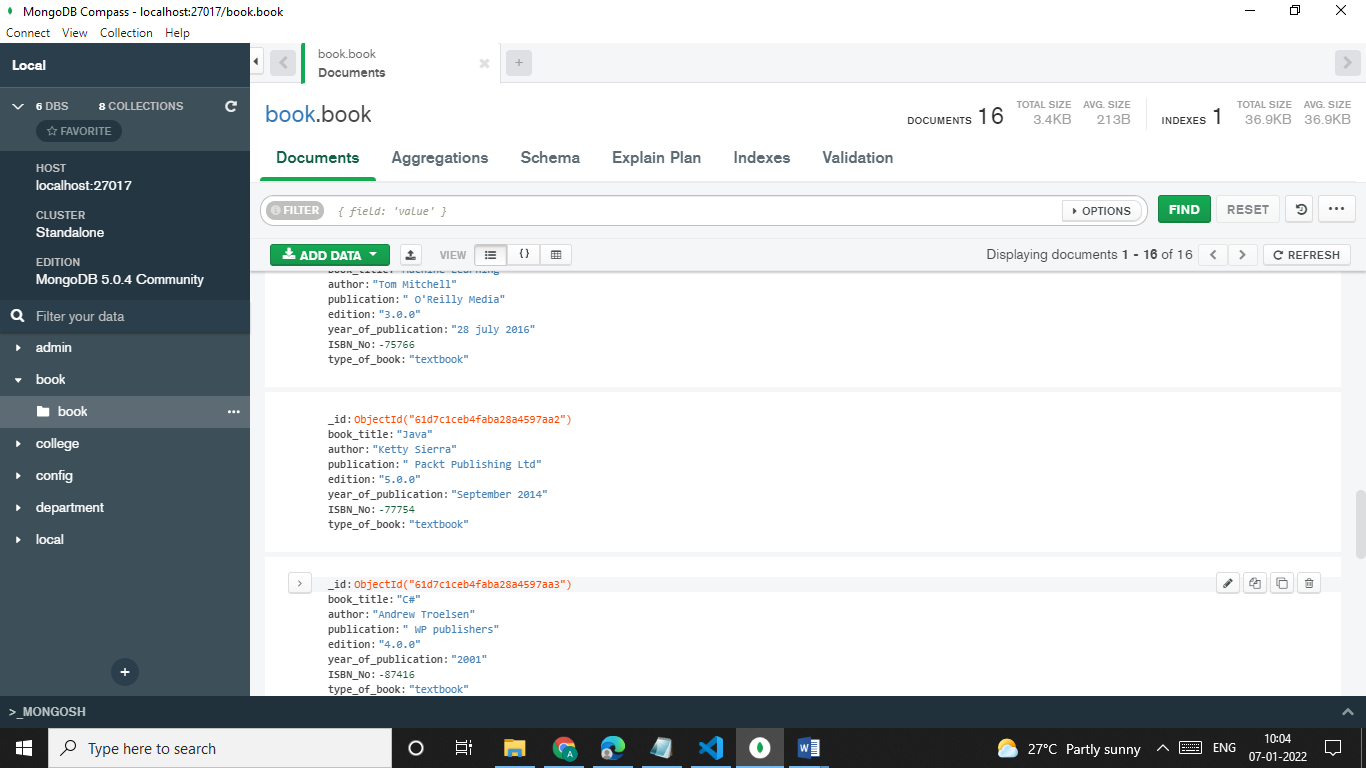 MongoDB Compass - localhost:27017/book.book
Connect View Collection Help
Local
6 DBS 8 COLLECTIONS
FAVORITE
HOST
localhost:27017
CLUSTER
Standalone
EDITION
MongoDB 5.0.4 Community
Filter your data
admin
book
book
college
config
department
local
>_MONGOSH
book.book
Documents
book.book
DOCUMENTS 16 TOTAL SIZE 3.4KB AVG. SIZE 213B INDEXES 1 TOTAL SIZE 36.9KB AVG. SIZE 36.9KB
Documents Aggregations Schema Explain Plan Indexes Validation
FILTER { field: 'value' } OPTIONS FIND RESET
ADD DATA VIEW { } Displaying documents 1 - 16 of 16 REFRESH
book_title: "Machine Learning"
author: "Tom Mitchell"
publication: " O'Reilly Media"
edition: "3.0.0"
year_of_publication: "28 july 2016"
ISBN_No: -75766
type_of_book: "textbook"
_id: ObjectId("61d7c1ceb4faba28a4597aa2")
book_title: "Java"
author: "Ketty Sierra"
publication: " Packt Publishing Ltd"
edition: "5.0.0"
year_of_publication: "September 2014"
ISBN_No: -77754
type_of_book: "textbook"
_id: ObjectId("61d7c1ceb4faba28a4597aa3")
book_title: "C#"
author: "Andrew Troelsen"
publication: " WP publishers"
edition: "4.0.0"
year_of_publication: "2001"
ISBN_No: -87416
type_of_book: "textbook"
Type here to search
27°C Partly sunny
ENG
10:04
07-01-2022